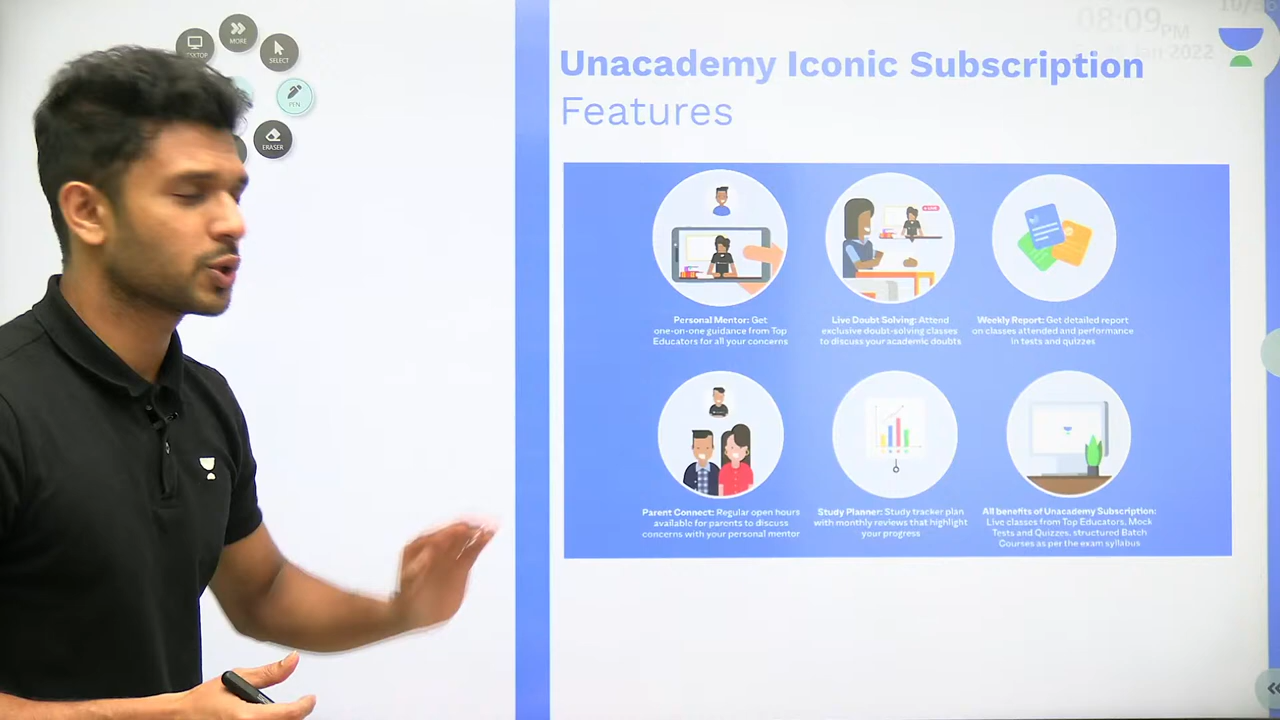 08:09PM
Jan 2022
MORE
SELECT
PEN
ERASER
Unacademy Iconic Subscription
Features
LIVE
Personal Mentor: Get
one-on-one guidance from Top
Educators for all your concerns
Live Doubt Solving: Attend
exclusive doubt-solving classes
to discuss your academic doubts
Weekly Report: Get detailed report
on classes attended and performance
in tests and quizzes
Parent Connect: Regular open hours
available for parents to discuss
concerns with your personal mentor
Study Planner: Study tracker plan
with monthly reviews that highlight
your progress
All benefits of Unacademy Subscription:
Live classes from Top Educators, Mock
Tests and Quizzes, structured Batch
Courses as per the exam syllabus